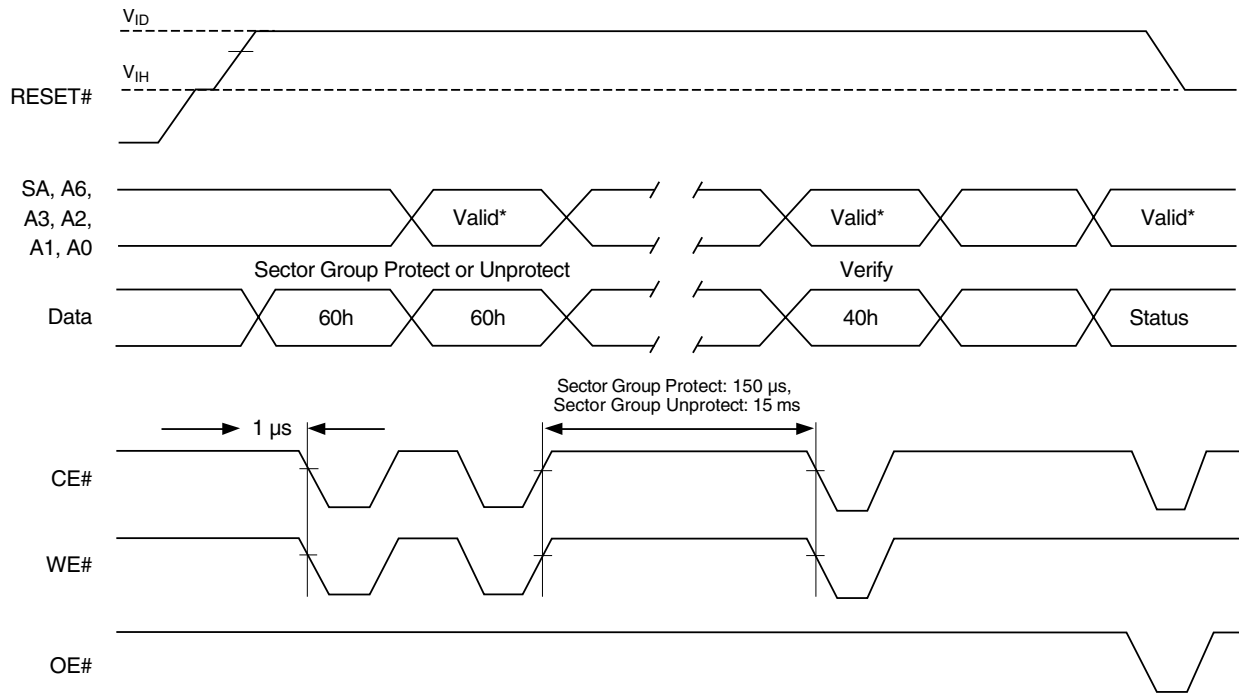 VID
VIH
RESET#
SA, A6,
A3, A2,
A1, A0
Valid*
Valid*
Valid*
Sector Group Protect or Unprotect
Verify
Data
60h
60h
40h
Status
Sector Group Protect: 150 µs,
Sector Group Unprotect: 15 ms
1 µs
CE#
WE#
OE#